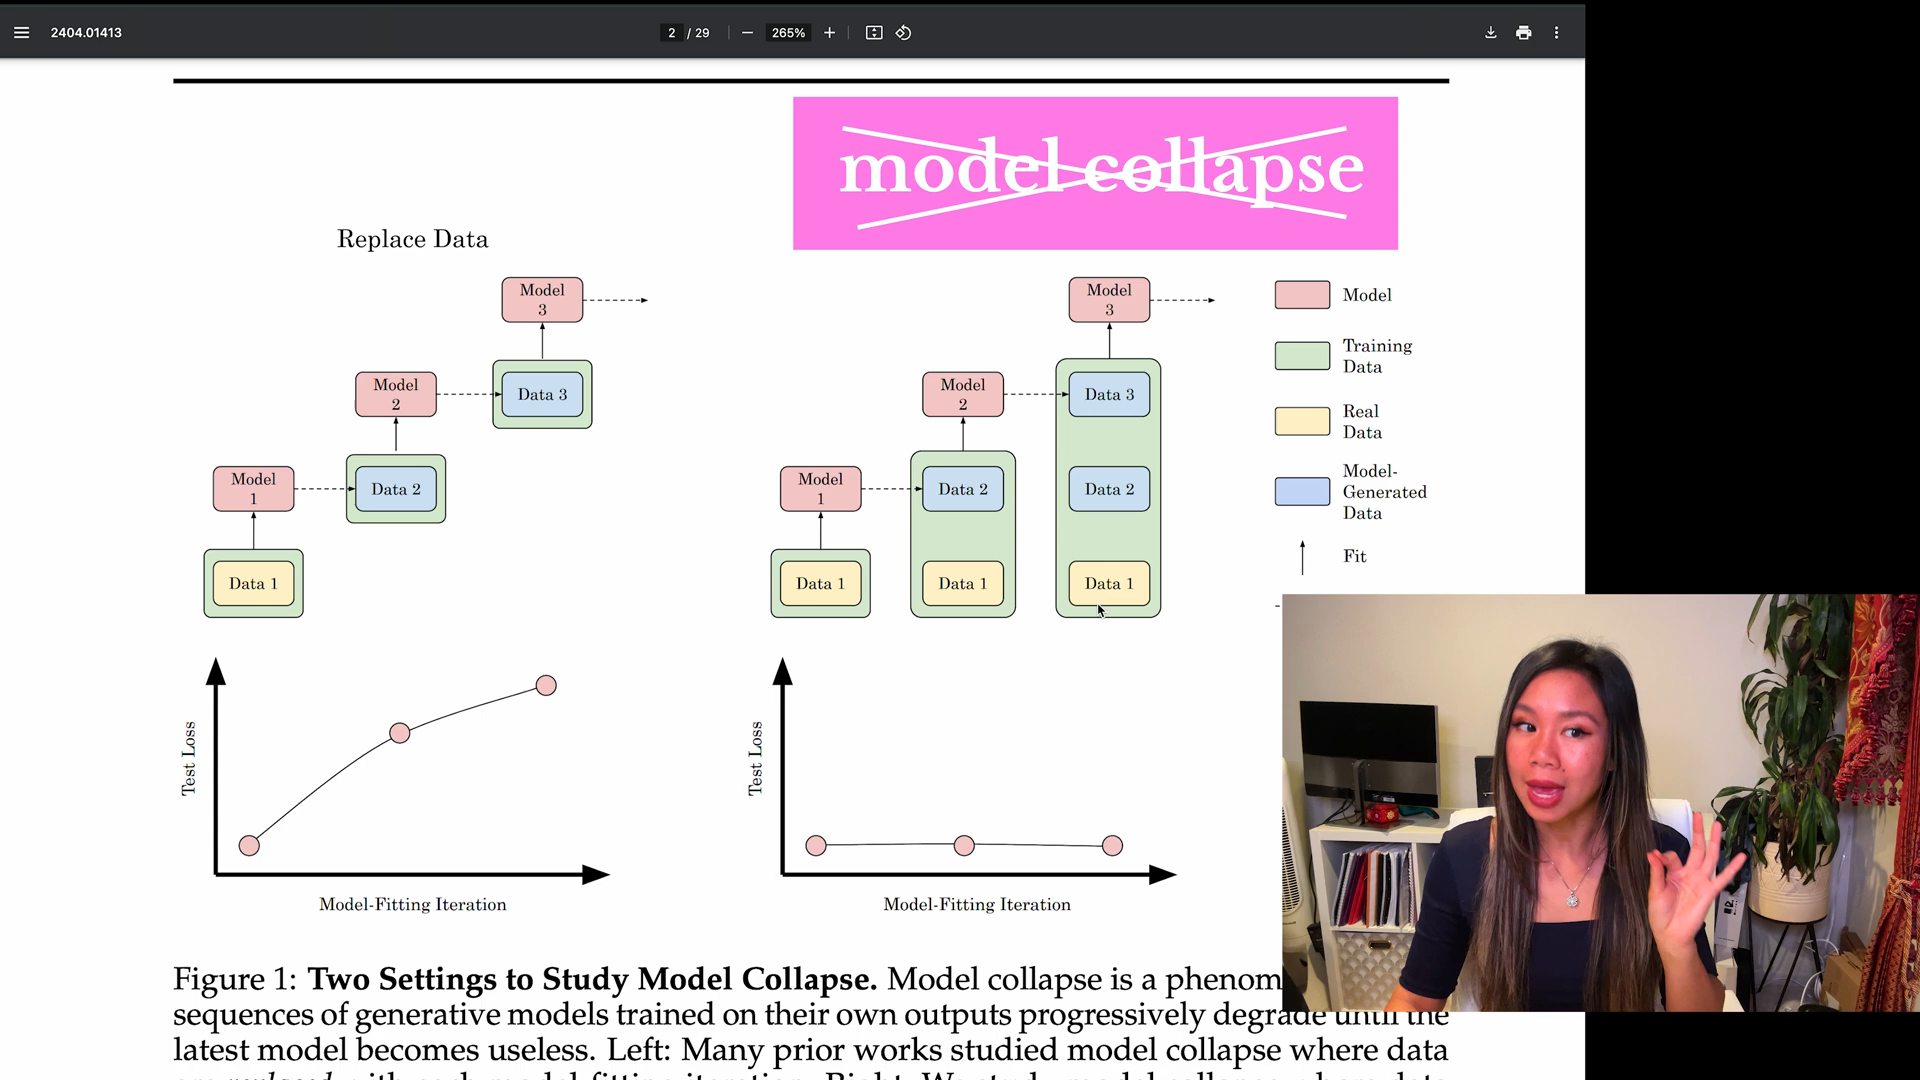 2404.01413
2 / 29
265%
model collapse
Replace Data
Model
3
Model
3
Model
Training
Data
Model
2
Data 3
Model
2
Data 3
Real
Data
Model
1
Data 2
Model
1
Data 2
Data 2
Model-
Generated
Data
Fit
Data 1
Data 1
Data 1
Data 1
Test Loss
Model-Fitting Iteration
Test Loss
Model-Fitting Iteration
Figure 1: Two Settings to Study Model Collapse. Model collapse is a phenom
sequences of generative models trained on their own outputs progressively degrade until the
latest model becomes useless. Left: Many prior works studied model collapse where data